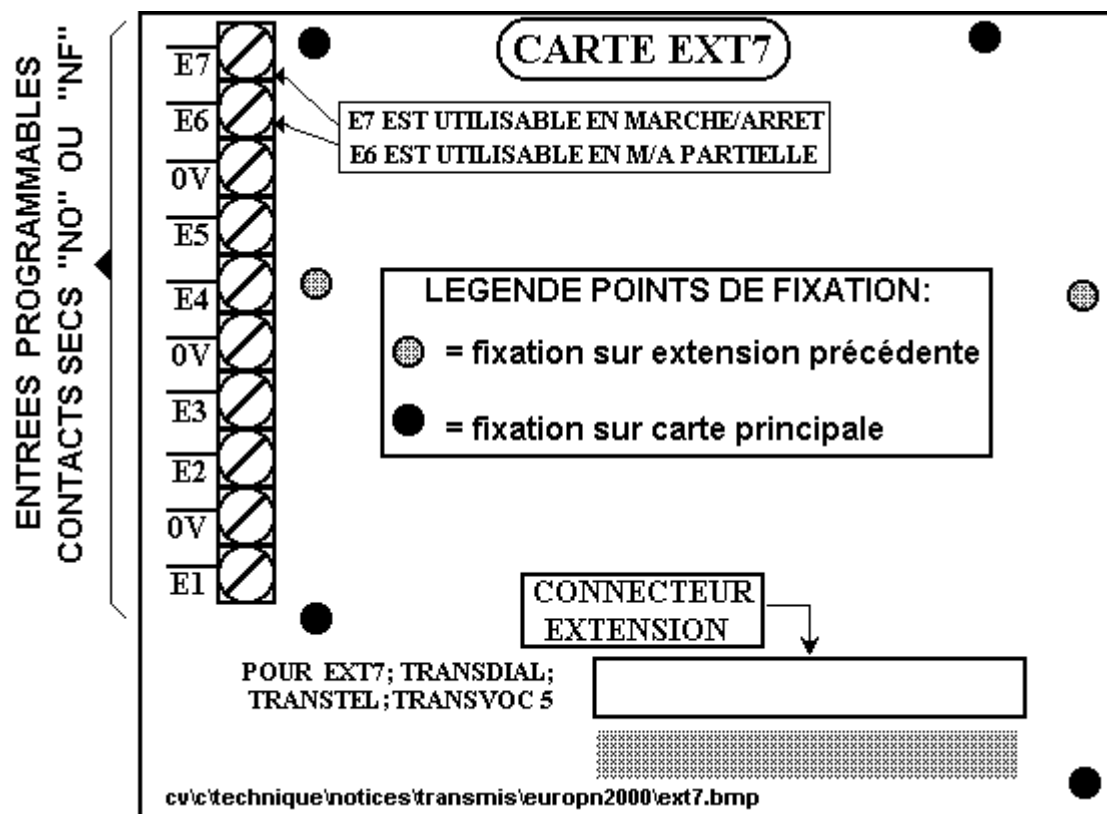 ENTREES PROGRAMMABLES
CONTACTS SECS "NO" OU "NF"
CARTE EXT7
E7
E6
0V
E5
E4
0V
E3
E2
0V
E1
E7 EST UTILISABLE EN MARCHE/ARRET
E6 EST UTILISABLE EN M/A PARTIELLE
LEGENDE POINTS DE FIXATION:
= fixation sur extension précédente
= fixation sur carte principale
CONNECTEUR
EXTENSION
POUR EXT7; TRANSDIAL;
TRANSTEL;TRANSVOC 5
cv\c\technique\notices\transmis\europn2000\ext7.bmp